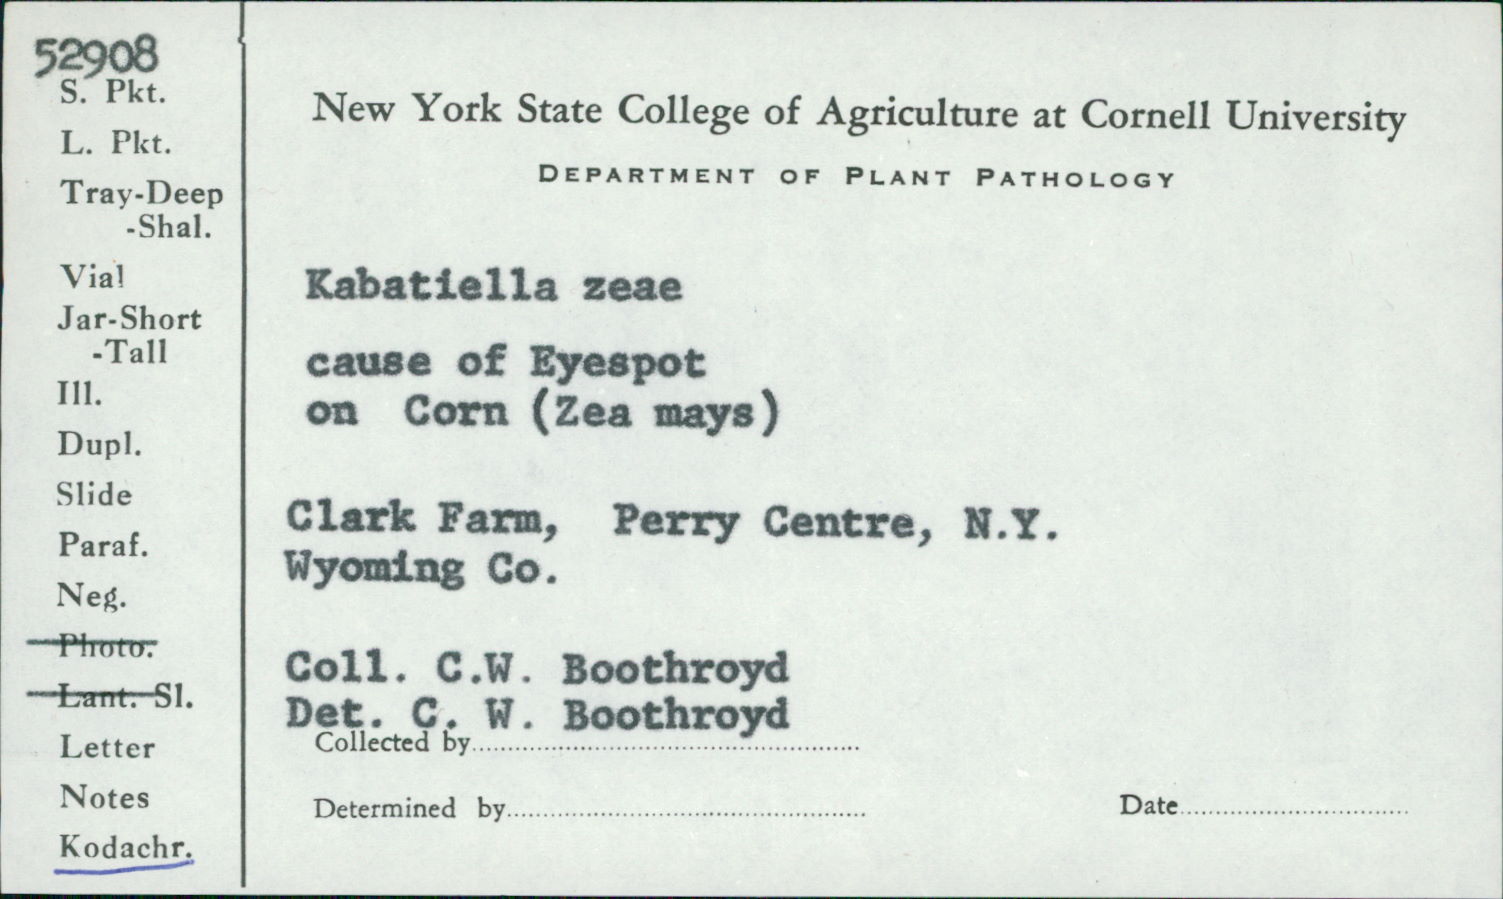 52908
S. Pkt.
L. Pkt.
Tray-Deep
-Shal.
Vial
Jar-Short
-Tall
Ill.
Dupl.
Slide
Paraf.
Neg.
Photo.
Lant. Sl.
Letter
Notes
Kodachr.
New York State College of Agriculture at Cornell University
DEPARTMENT OF PLANT PATHOLOGY
Kabatiella zeae
cause of Eyespot
on Corn (Zea mays)
Clark Farm, Perry Centre, N.Y.
Wyoming Co.
Coll. C.W. Boothroyd
Det. C. W. Boothroyd
Collected by
Determined by
Date